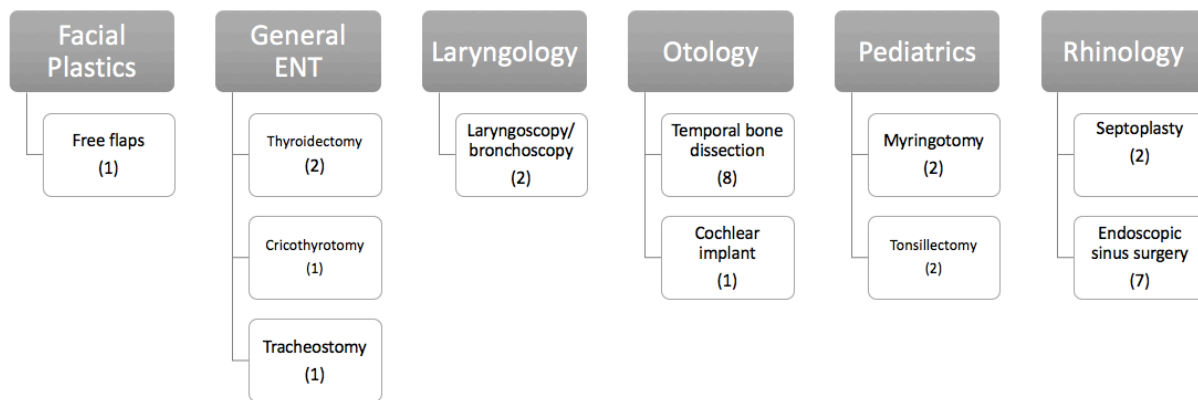 Facial
Plastics
Free flaps
(1)
General
ENT
Thyroidectomy
(2)
Cricothyrotomy
(1)
Tracheostomy
(1)
Laryngology
Laryngoscopy/
bronchoscopy
(2)
Otology
Temporal bone
dissection
(8)
Cochlear
implant
(1)
Pediatrics
Myringotomy
(2)
Tonsillectomy
(2)
Rhinology
Septoplasty
(2)
Endoscopic
sinus surgery
(7)